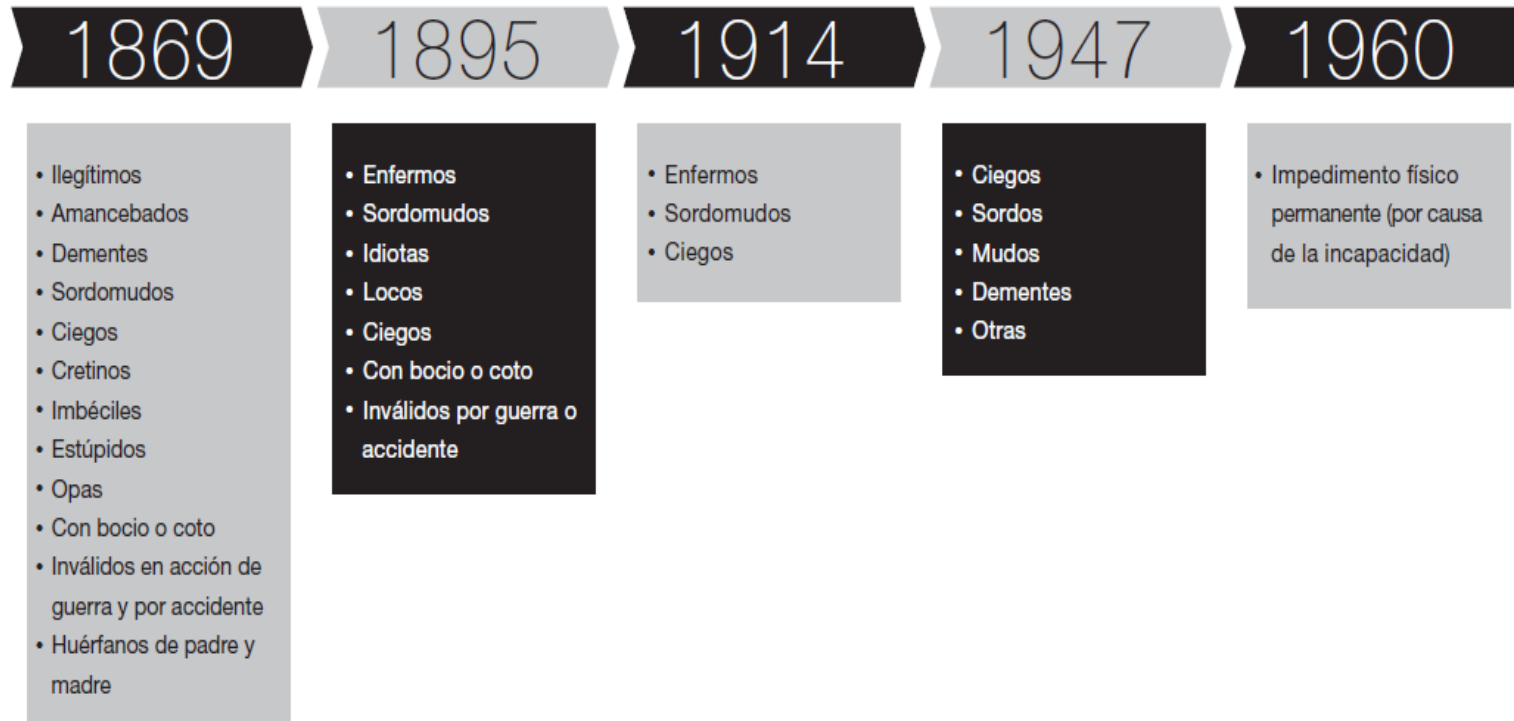 1869
1895
1914
1947
1960
• Ilegítimos
• Amancebados
• Dementes
• Sordomudos
• Ciegos
• Cretinos
• Imbéciles
• Estúpidos
• Opas
• Con bocio o coto
• Inválidos en acción de
guerra y por accidente
• Huérfanos de padre y
madre
• Enfermos
• Sordomudos
• Idiotas
• Locos
• Ciegos
• Con bocio o coto
• Inválidos por guerra o
accidente
• Enfermos
• Sordomudos
• Ciegos
• Ciegos
• Sordos
• Mudos
• Dementes
• Otras
• Impedimento físico
permanente (por causa
de la incapacidad)